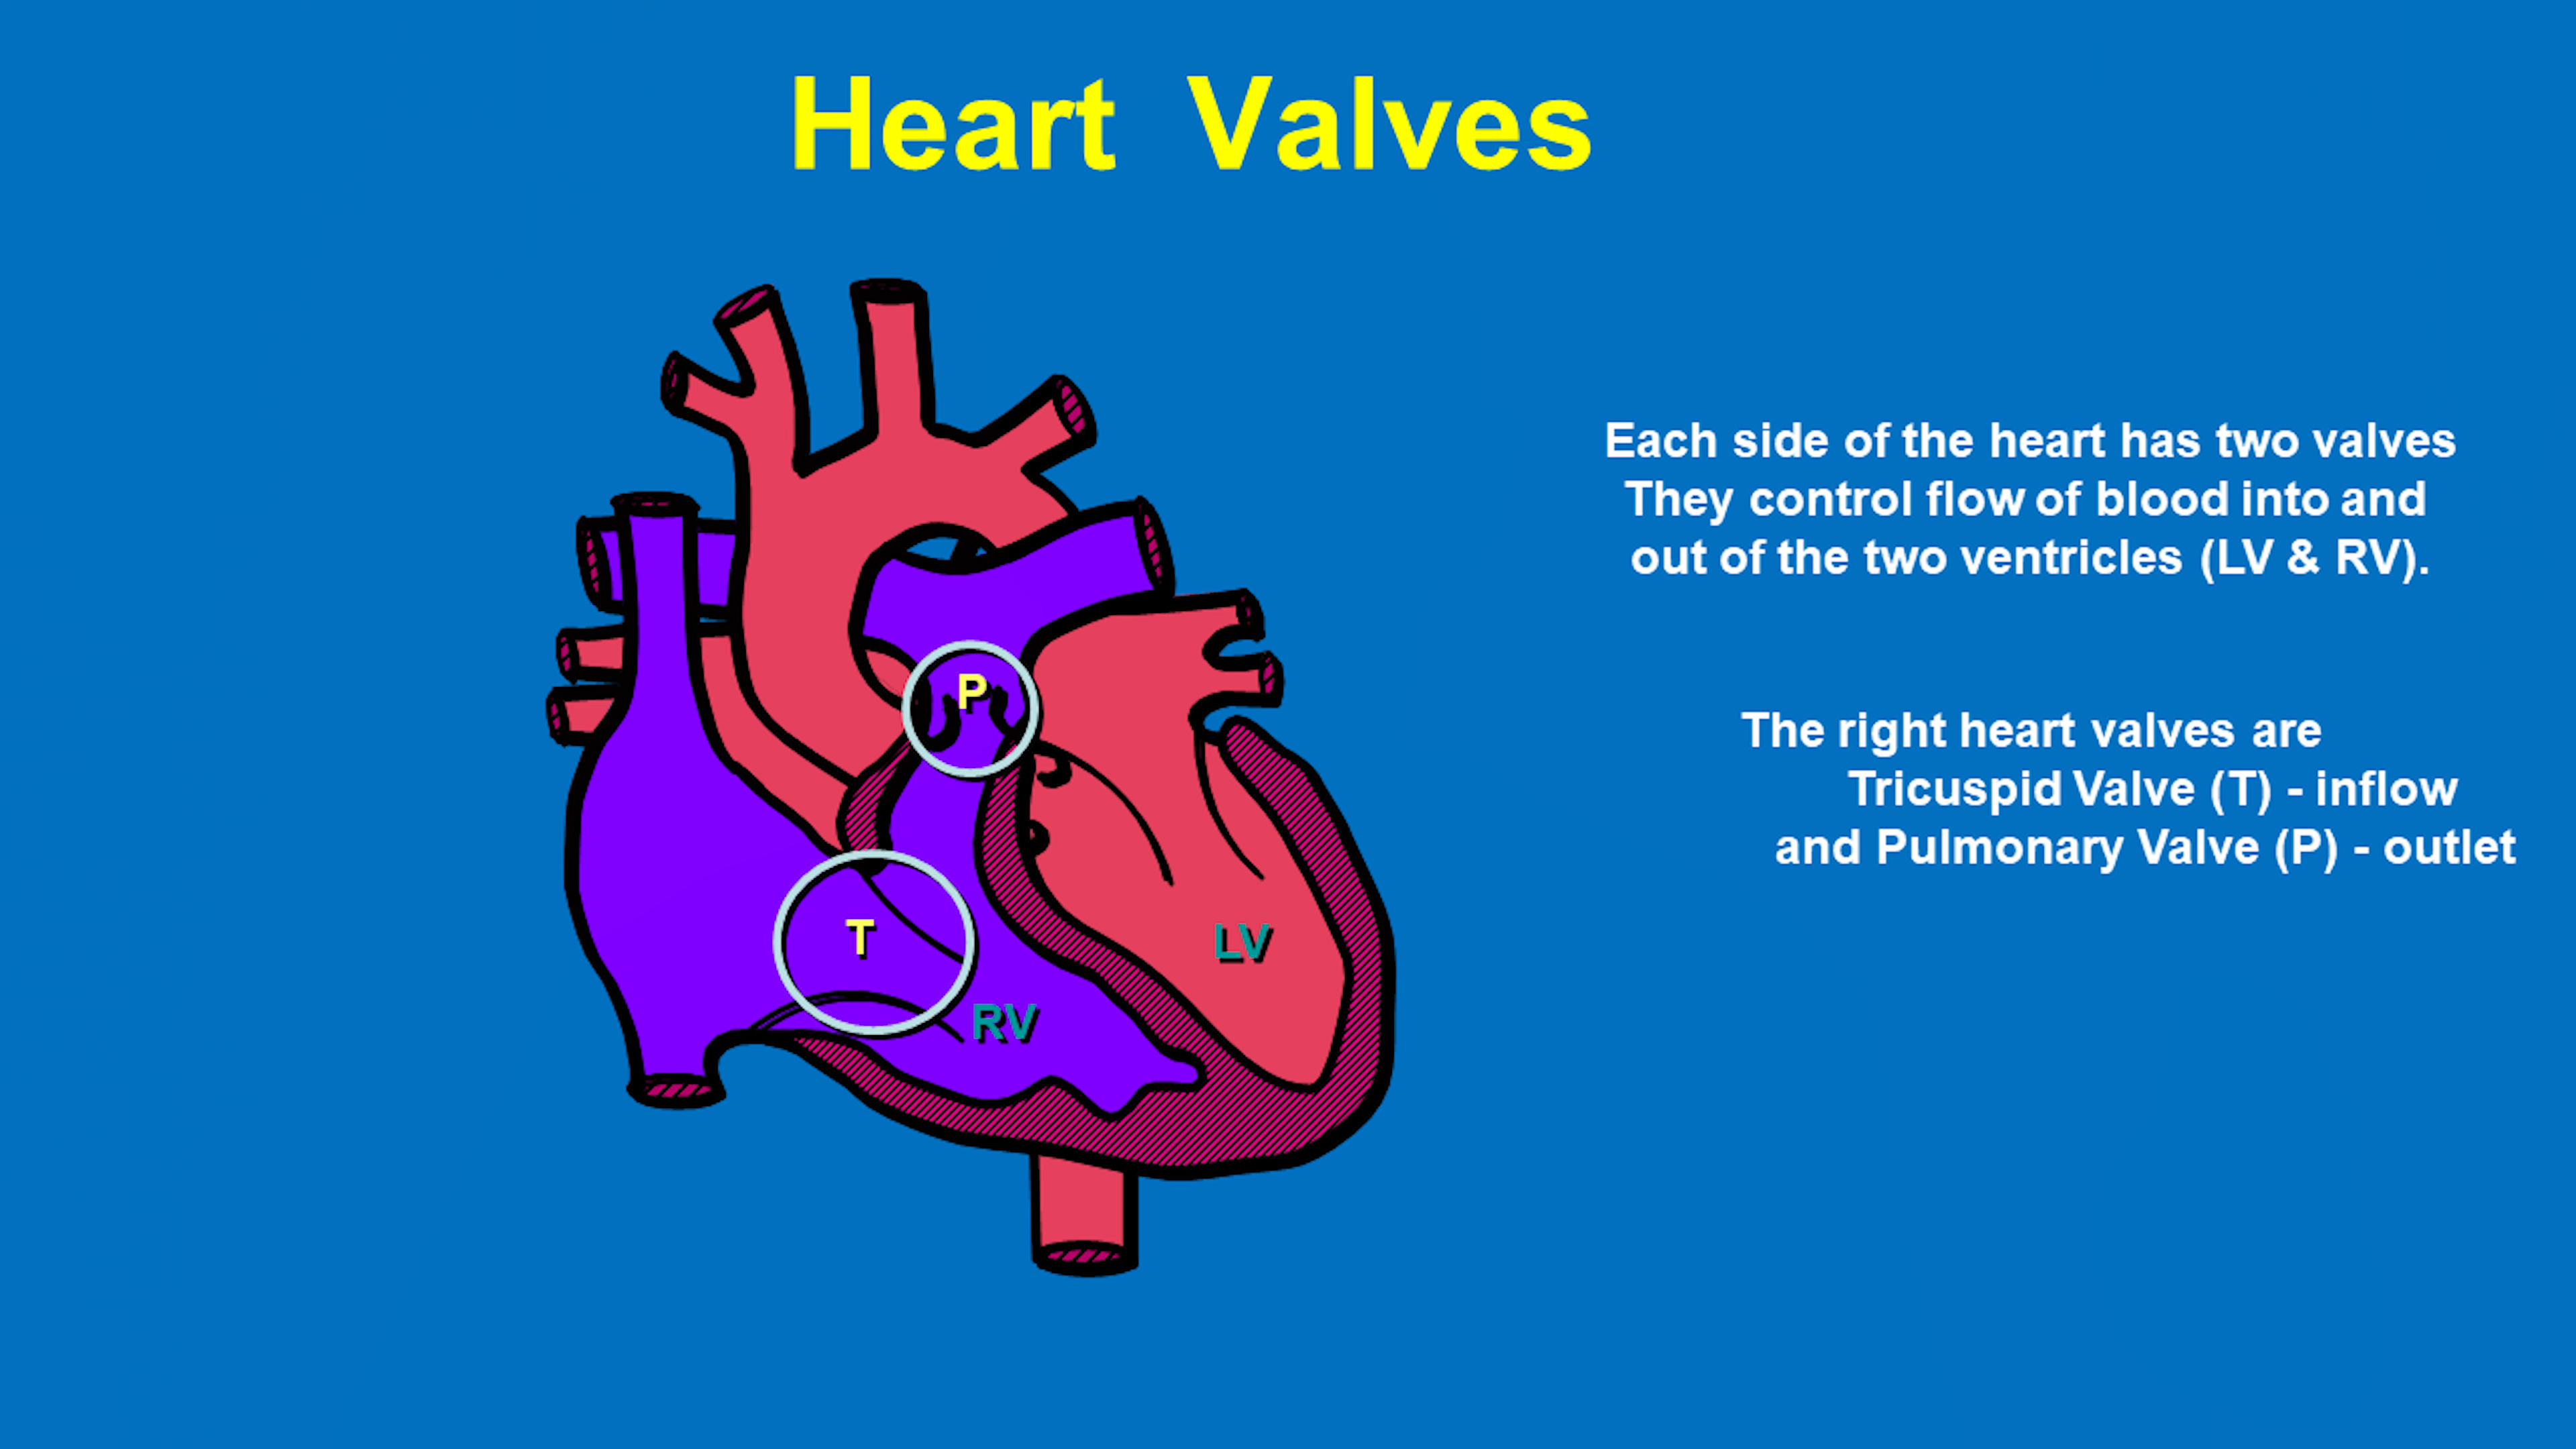 Heart Valves
Each side of the heart has two valves
They control flow of blood into and
out of the two ventricles (LV & RV).
The right heart valves are
Tricuspid Valve (T) - inflow
and Pulmonary Valve (P) - outlet
P
T
LV
RV